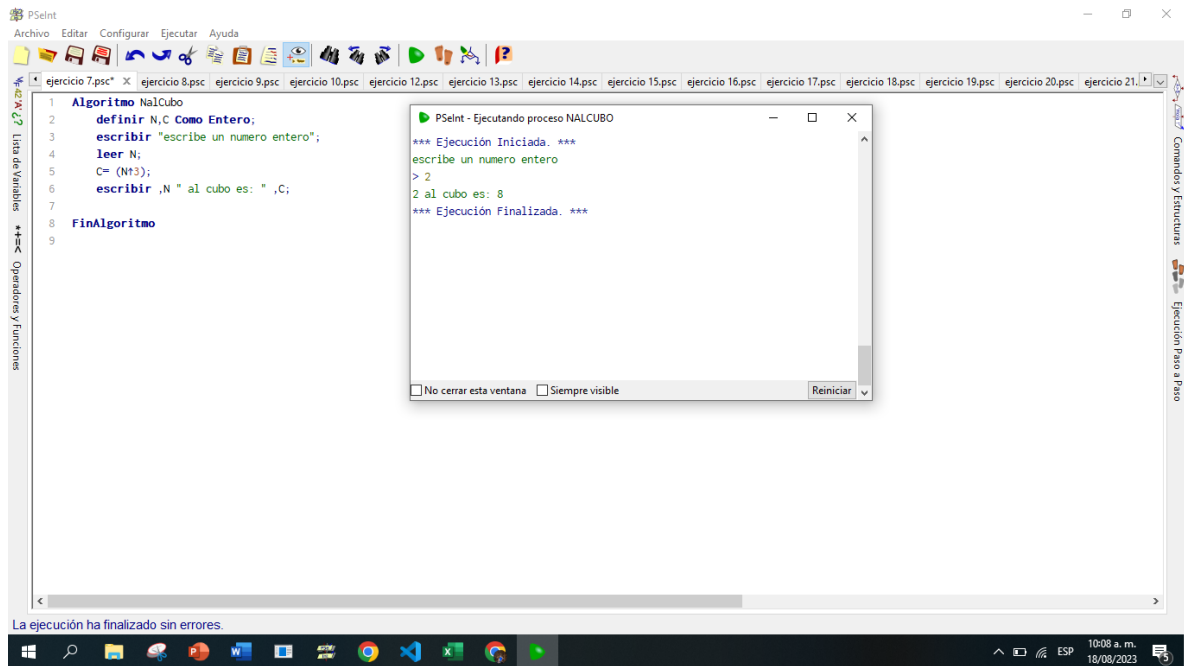 PSeInt
Archivo Editar Configurar Ejecutar Ayuda
ejercicio 7.psc* X ejercicio 8.psc ejercicio 9.psc ejercicio 10.psc ejercicio 12.psc ejercicio 13.psc ejercicio 14.psc ejercicio 15.psc ejercicio 16.psc ejercicio 17.psc ejercicio 18.psc ejercicio 19.psc ejercicio 20.psc ejercicio 21.
*+=< Operadores y Funciones
Lista de Variables
1 Algoritmo NalCubo
2 definir N,C Como Entero;
3 escribir "escribe un numero entero";
4 leer N;
5 C= (N↑3);
6 escribir ,N " al cubo es: " ,C;
7
8 FinAlgoritmo
9
PSeInt - Ejecutando proceso NALCUBO
*** Ejecución Iniciada. ***
escribe un numero entero
> 2
2 al cubo es: 8
*** Ejecución Finalizada. ***
No cerrar esta ventana Siempre visible Reiniciar
Comandos y Estructuras
Ejecución Paso a Paso
La ejecución ha finalizado sin errores.
ESP
10:08 a. m.
18/08/2023
5